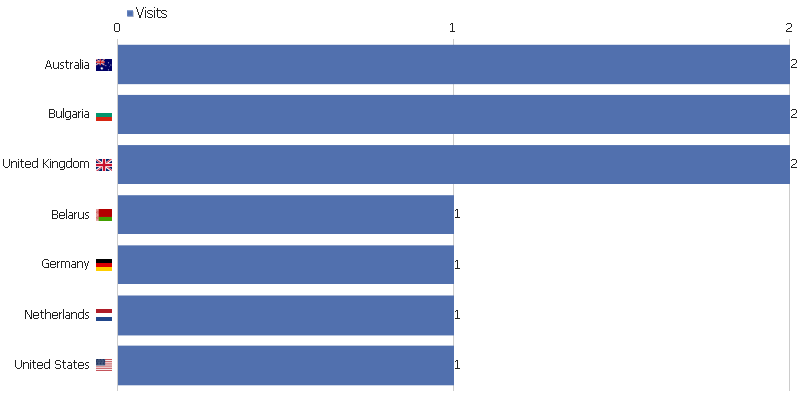 Visits
0 1 2
Australia 2
Bulgaria 2
United Kingdom 2
Belarus 1
Germany 1
Netherlands 1
United States 1